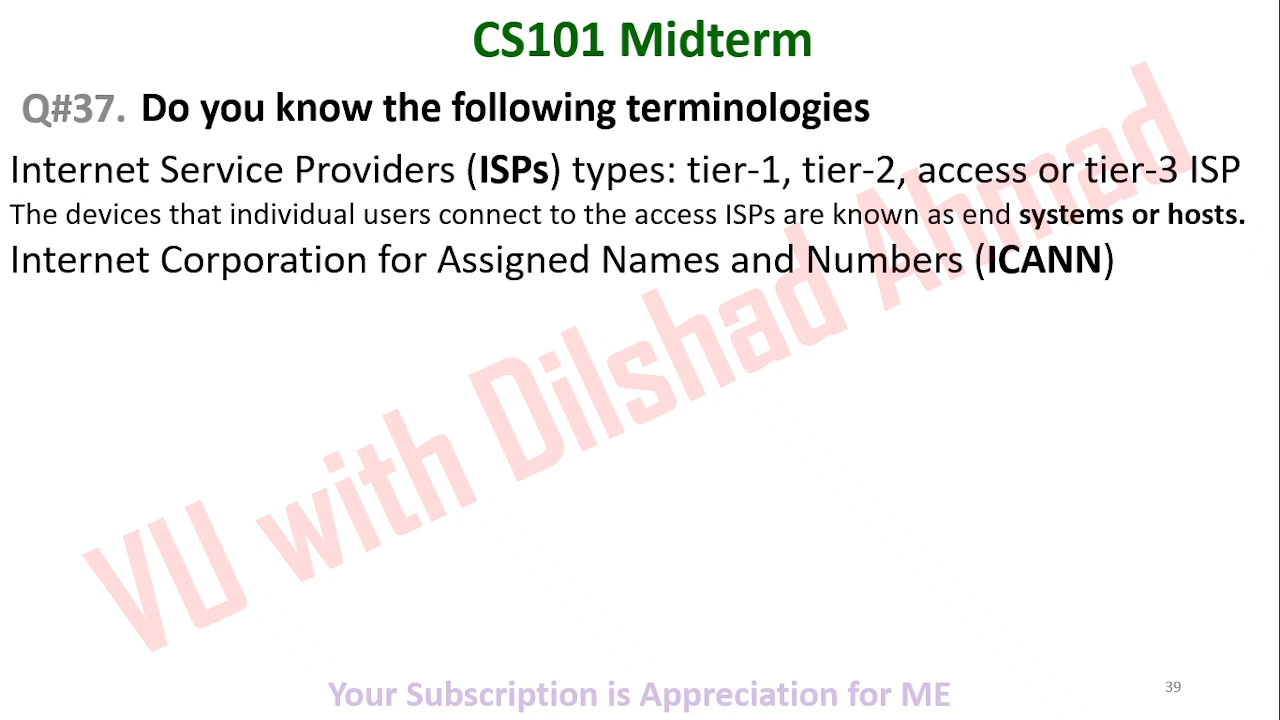 CS101 Midterm
Q#37. Do you know the following terminologies
Internet Service Providers (ISPs) types: tier-1, tier-2, access or tier-3 ISP
The devices that individual users connect to the access ISPs are known as end systems or hosts.
Internet Corporation for Assigned Names and Numbers (ICANN)
VU with Dilshad Ahmad
Your Subscription is Appreciation for ME
39